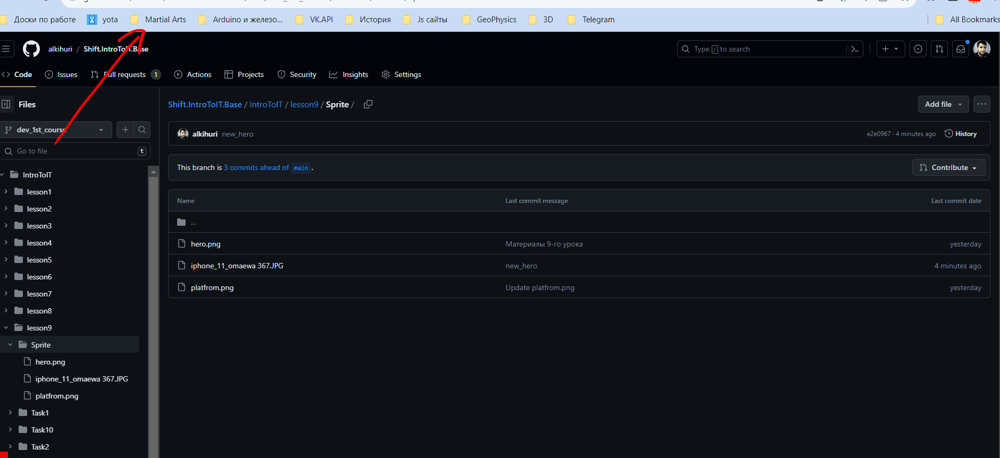 Доски по работе yota Martial Arts Arduino и железо... VK.API История Js сайты GeoPhysics 3D Telegram All Bookmarks
alkihuri / Shift.IntroToIT.Base Type / to search
Code Issues Pull requests 1 Actions Projects Security Insights Settings
Files
Shift.IntroToIT.Base / IntroToIT / lesson9 / Sprite / Add file
dev_1st_course
alkihuri new_hero e2e0967 · 4 minutes ago History
Go to file t
This branch is 3 commits ahead of main . Contribute
IntroToIT
lesson1
lesson2
lesson3
lesson4
lesson5
lesson6
lesson7
lesson8
lesson9
Sprite
hero.png
iphone_11_omaewa 367.JPG
platfrom.png
Task1
Task10
Task2
Name Last commit message Last commit date
..
hero.png Материалы 9-го урока yesterday
iphone_11_omaewa 367.JPG new_hero 4 minutes ago
platfrom.png Update platfrom.png yesterday